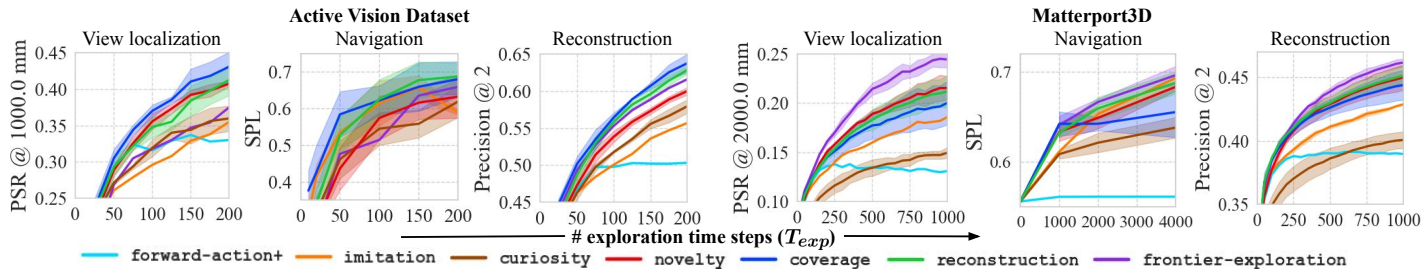 Active Vision Dataset
Matterport3D
View localization
Navigation
Reconstruction
View localization
Navigation
Reconstruction
PSR @ 1000.0 mm
0.45
0.40
0.35
0.30
0.25
0 50 100 150 200
SPL
0.7
0.6
0.5
0.4
0 50 100 150 200
Precision @ 2
0.65
0.60
0.55
0.50
0.45
0 50 100 150 200
PSR @ 2000.0 mm
0.25
0.20
0.15
0.10
0 250 500 750 1000
SPL
0.7
0.6
0 1000 2000 3000 4000
Precision @ 2
0.45
0.40
0.35
0 250 500 750 1000
# exploration time steps (T_exp)
forward-action+ imitation curiosity novelty coverage reconstruction frontier-exploration